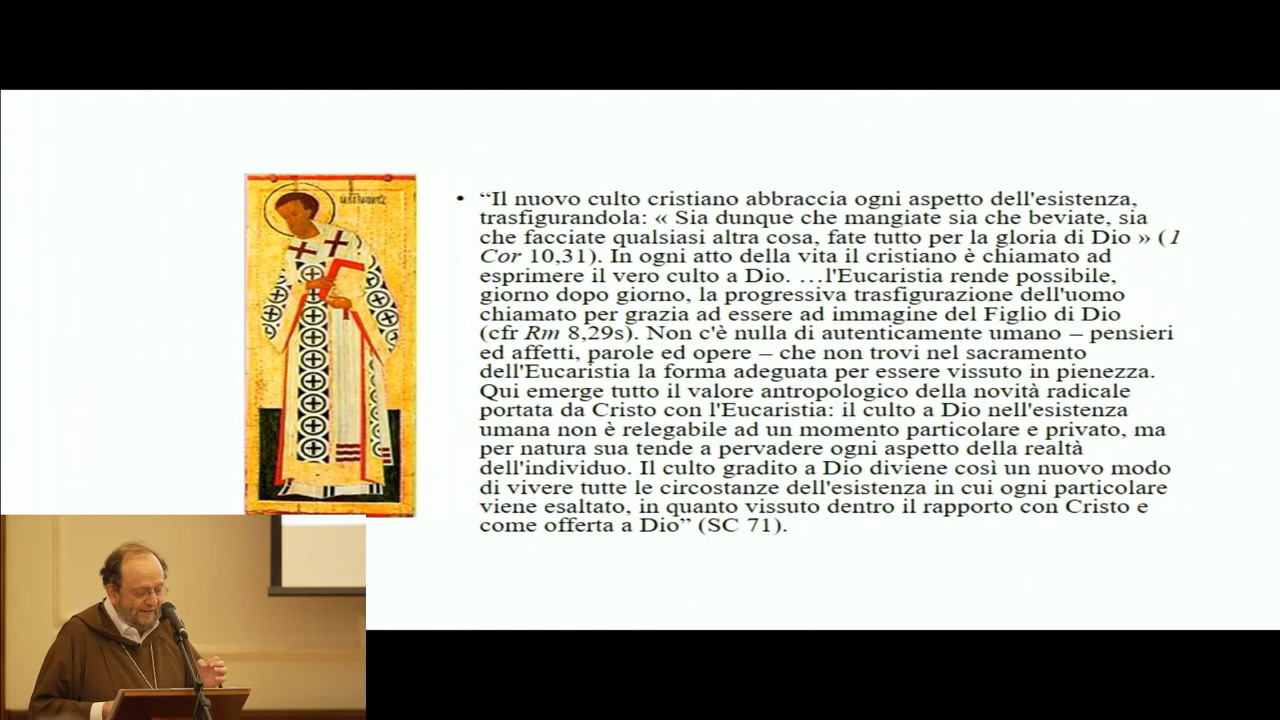 • “Il nuovo culto cristiano abbraccia ogni aspetto dell'esistenza,
trasfigurandola: « Sia dunque che mangiate sia che beviate, sia
che facciate qualsiasi altra cosa, fate tutto per la gloria di Dio » (1
Cor 10,31). In ogni atto della vita il cristiano è chiamato ad
esprimere il vero culto a Dio. …l'Eucaristia rende possibile,
giorno dopo giorno, la progressiva trasfigurazione dell'uomo
chiamato per grazia ad essere ad immagine del Figlio di Dio
(cfr Rm 8,29s). Non c'è nulla di autenticamente umano – pensieri
ed affetti, parole ed opere – che non trovi nel sacramento
dell'Eucaristia la forma adeguata per essere vissuto in pienezza.
Qui emerge tutto il valore antropologico della novità radicale
portata da Cristo con l'Eucaristia: il culto a Dio nell'esistenza
umana non è relegabile ad un momento particolare e privato, ma
per natura sua tende a pervadere ogni aspetto della realtà
dell'individuo. Il culto gradito a Dio diviene così un nuovo modo
di vivere tutte le circostanze dell'esistenza in cui ogni particolare
viene esaltato, in quanto vissuto dentro il rapporto con Cristo e
come offerta a Dio” (SC 71).